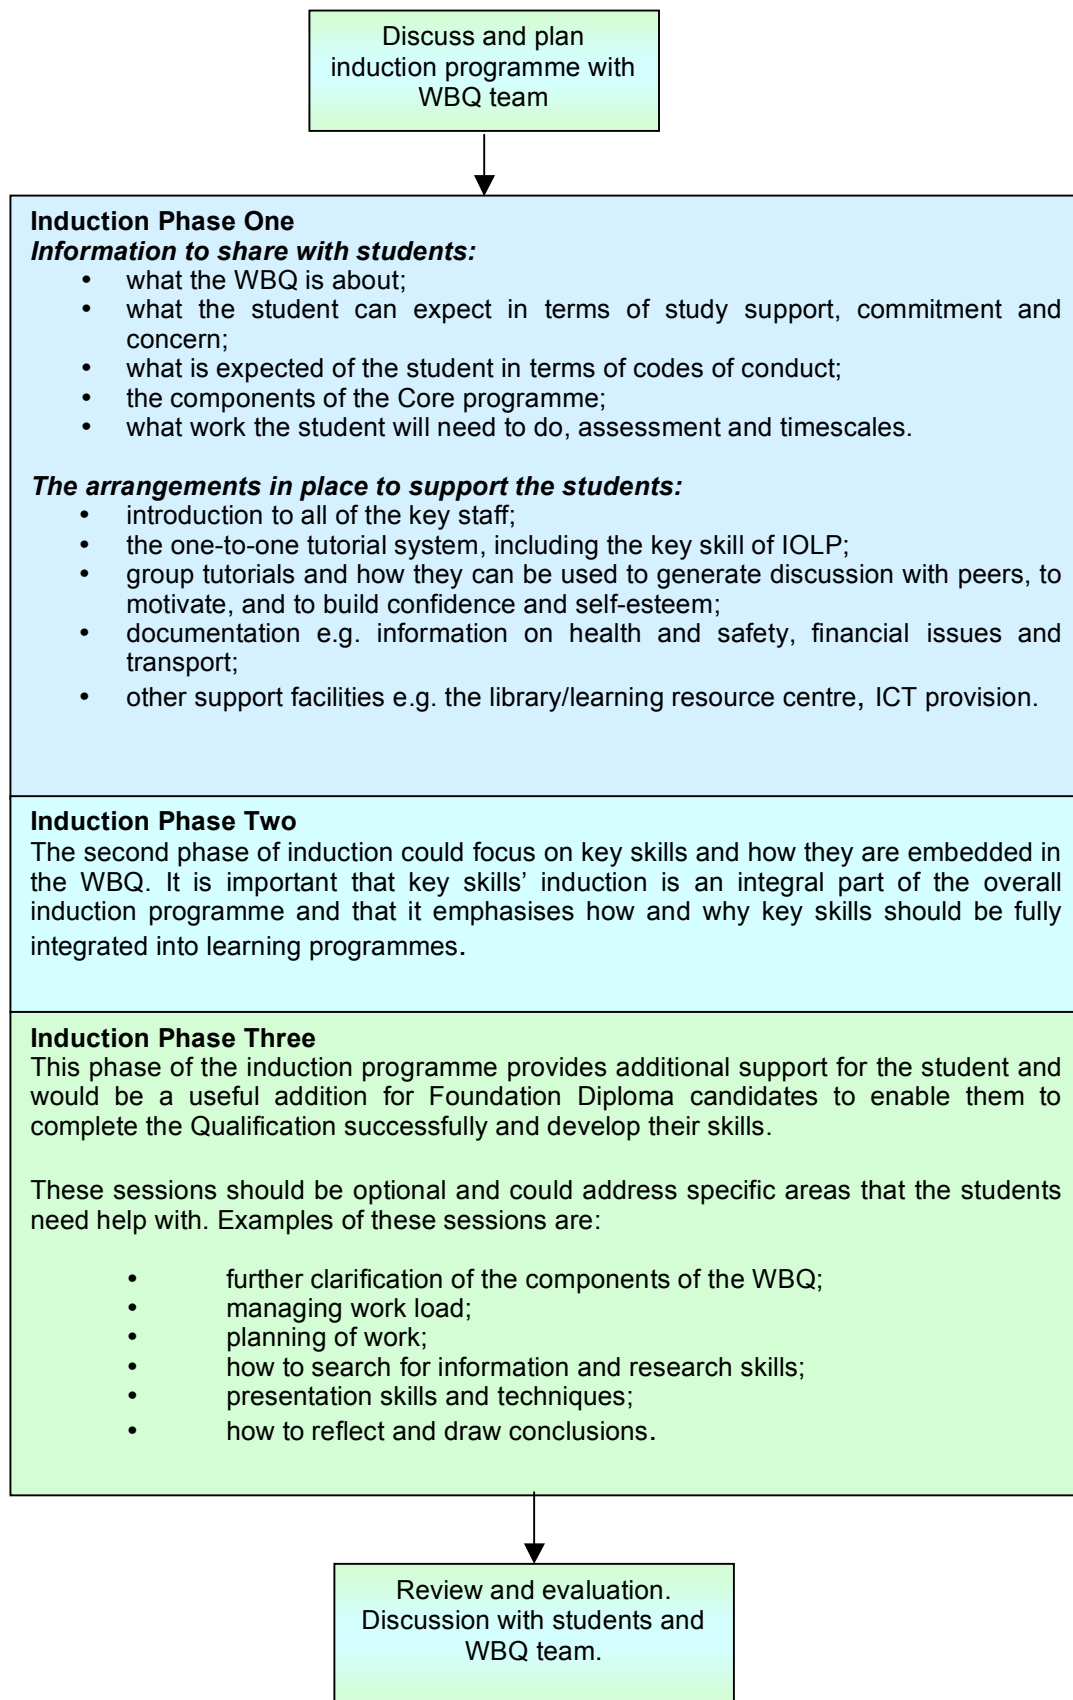 Discuss and plan
induction programme with
WBQ team
Induction Phase One
Information to share with students:
• what the WBQ is about;
• what the student can expect in terms of study support, commitment and
concern;
• what is expected of the student in terms of codes of conduct;
• the components of the Core programme;
• what work the student will need to do, assessment and timescales.
The arrangements in place to support the students:
• introduction to all of the key staff;
• the one-to-one tutorial system, including the key skill of IOLP;
• group tutorials and how they can be used to generate discussion with peers, to
motivate, and to build confidence and self-esteem;
• documentation e.g. information on health and safety, financial issues and
transport;
• other support facilities e.g. the library/learning resource centre, ICT provision.
Induction Phase Two
The second phase of induction could focus on key skills and how they are embedded in
the WBQ. It is important that key skills’ induction is an integral part of the overall
induction programme and that it emphasises how and why key skills should be fully
integrated into learning programmes.
Induction Phase Three
This phase of the induction programme provides additional support for the student and
would be a useful addition for Foundation Diploma candidates to enable them to
complete the Qualification successfully and develop their skills.
These sessions should be optional and could address specific areas that the students
need help with. Examples of these sessions are:
• further clarification of the components of the WBQ;
• managing work load;
• planning of work;
• how to search for information and research skills;
• presentation skills and techniques;
• how to reflect and draw conclusions.
Review and evaluation.
Discussion with students and
WBQ team.